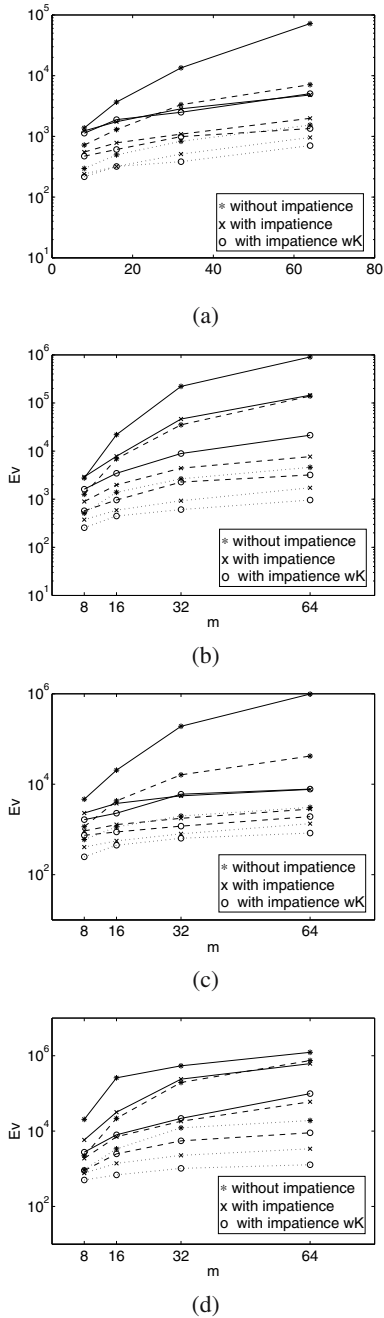 10^5
10^4
10^3
10^2
10^1
0 20 40 60 80
* without impatience
x with impatience
o with impatience wK
(a)
10^6
10^5
10^4
10^3
10^2
10^1
Ev
8 16 32 64
m
* without impatience
x with impatience
o with impatience wK
(b)
10^6
10^4
10^2
Ev
8 16 32 64
m
* without impatience
x with impatience
o with impatience wK
(c)
10^6
10^4
10^2
Ev
8 16 32 64
m
* without impatience
x with impatience
o with impatience wK
(d)